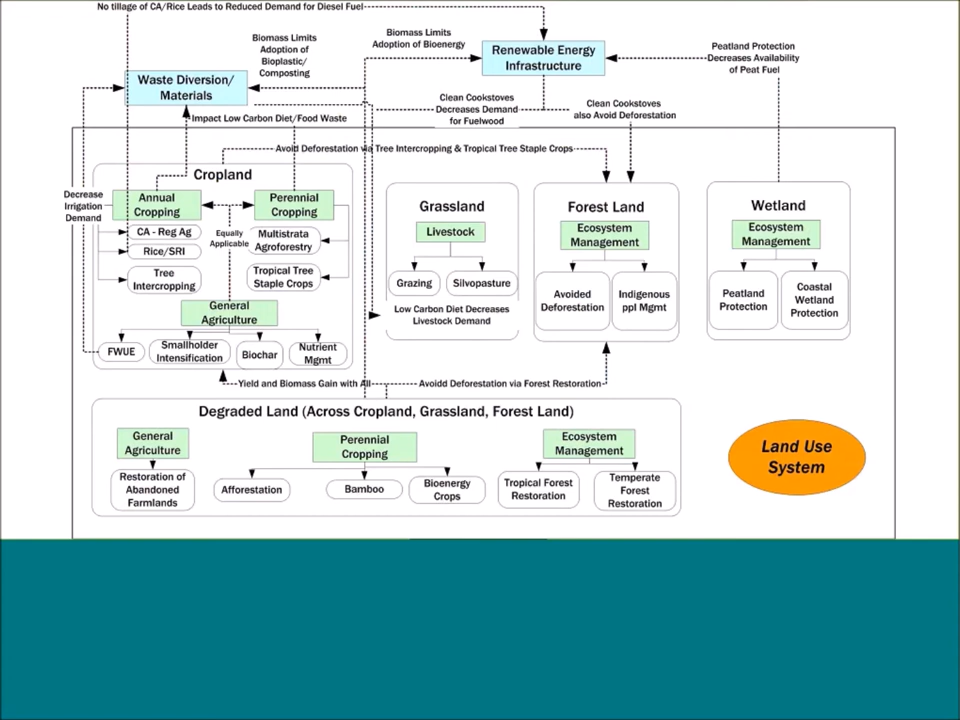 No tillage of CA/Rice Leads to Reduced Demand for Diesel Fuel
Biomass Limits
Adoption of
Bioplastic/
Composting
Biomass Limits
Adoption of Bioenergy
Renewable Energy
Infrastructure
Peatland Protection
Decreases Availability
of Peat Fuel
Waste Diversion/
Materials
Clean Cookstoves
Decreases Demand
for Fuelwood
Clean Cookstoves
also Avoid Deforestation
Impact Low Carbon Diet/Food Waste
Avoid Deforestation via Tree Intercropping & Tropical Tree Staple Crops
Cropland
Decrease
Irrigation
Demand
Annual
Cropping
Perennial
Cropping
CA - Reg Ag
Rice/SRI
Tree
Intercropping
Equally
Applicable
Multistrata
Agroforestry
Tropical Tree
Staple Crops
General
Agriculture
FWUE
Smallholder
Intensification
Biochar
Nutrient
Mgmt
Grassland
Livestock
Grazing
Silvopasture
Low Carbon Diet Decreases
Livestock Demand
Forest Land
Ecosystem
Management
Avoided
Deforestation
Indigenous
ppl Mgmt
Wetland
Ecosystem
Management
Peatland
Protection
Coastal
Wetland
Protection
Yield and Biomass Gain with All
Avoidd Deforestation via Forest Restoration
Degraded Land (Across Cropland, Grassland, Forest Land)
General
Agriculture
Restoration of
Abandoned
Farmlands
Perennial
Cropping
Afforestation
Bamboo
Bioenergy
Crops
Ecosystem
Management
Tropical Forest
Restoration
Temperate
Forest
Restoration
Land Use
System